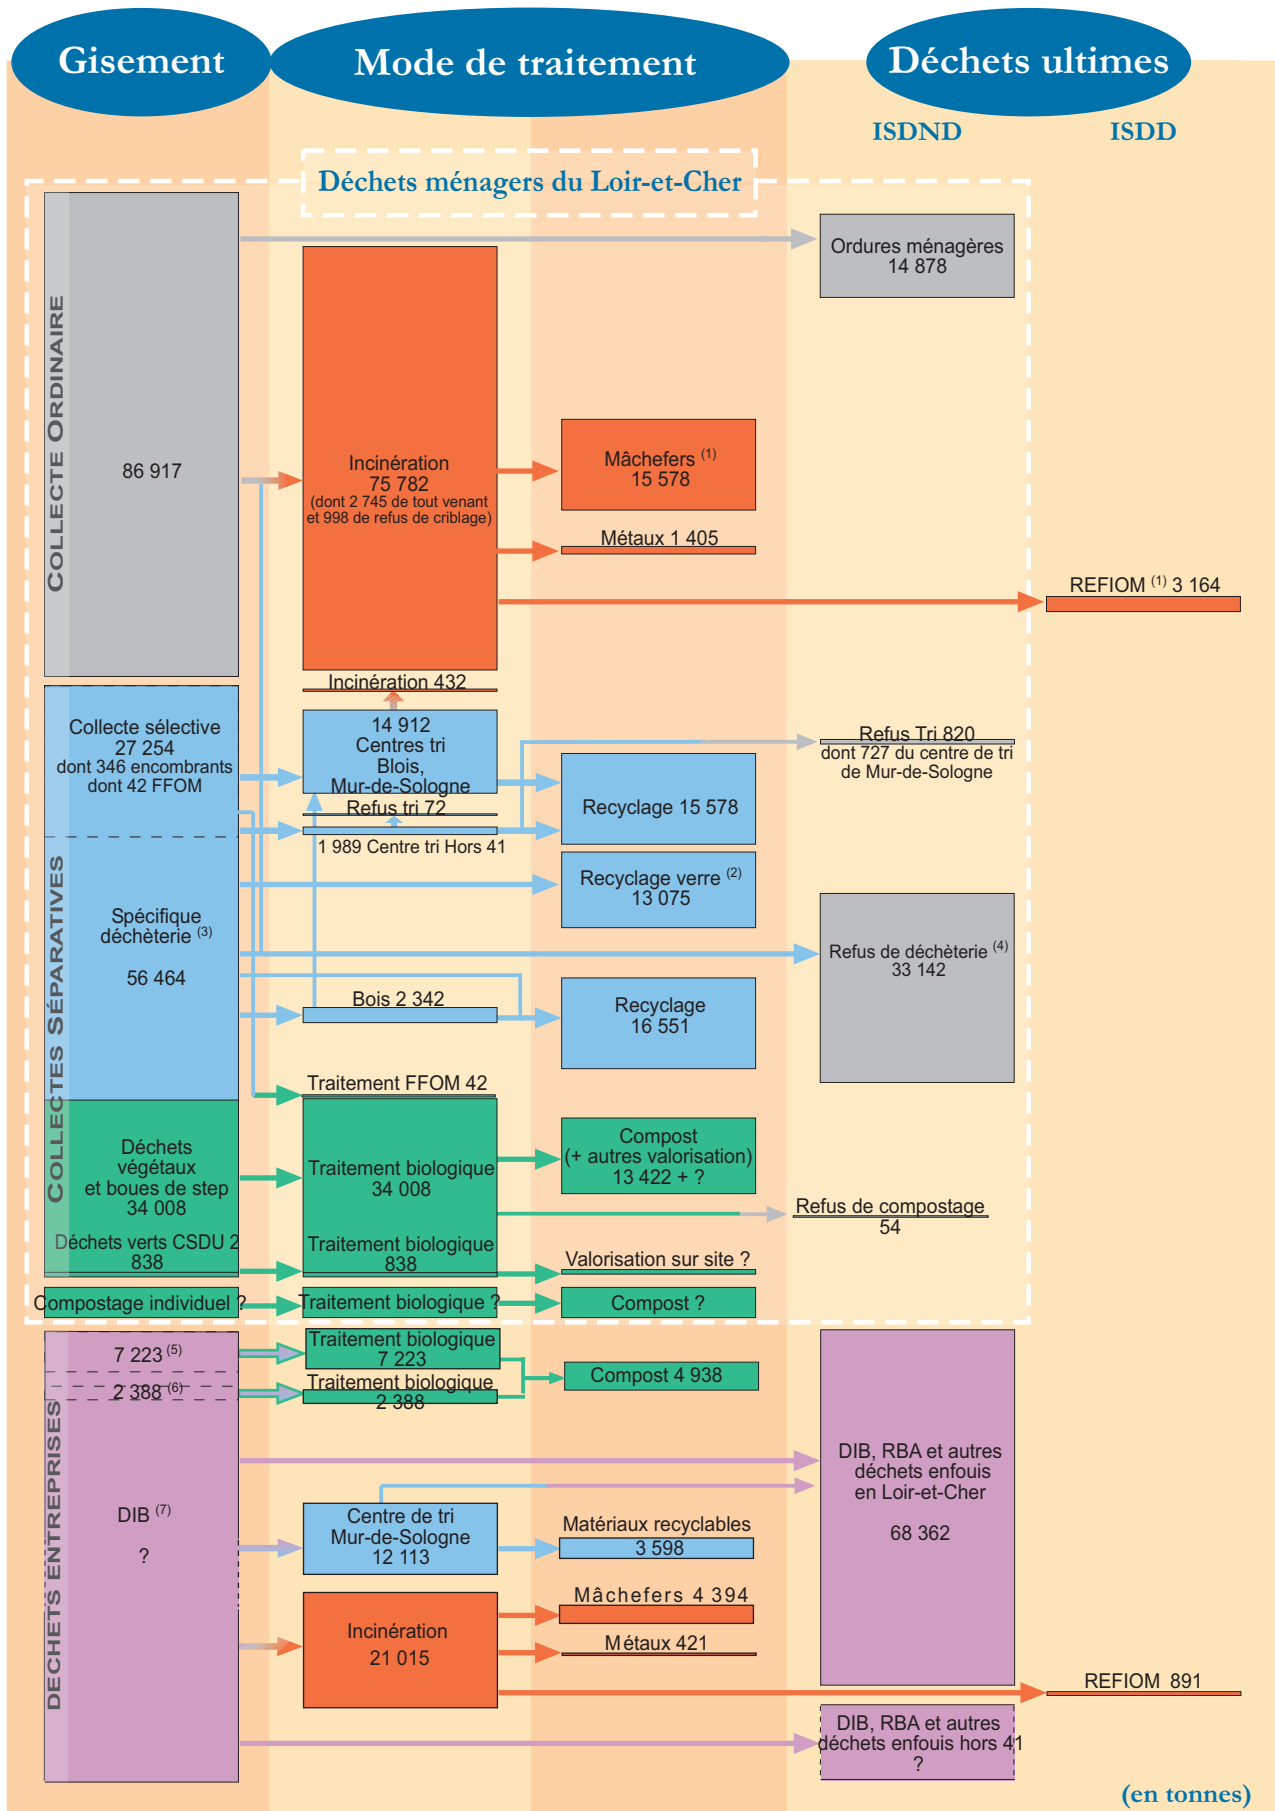 Gisement
Mode de traitement
Déchets ultimes
ISDND
ISDD
Déchets ménagers du Loir-et-Cher
COLLECTE ORDINAIRE
86 917
Ordures ménagères
14 878
Incinération
75 782
(dont 2 745 de tout venant
et 998 de refus de criblage)
Mâchefers (1)
15 578
Métaux 1 405
REFIOM (1) 3 164
Incinération 432
COLLECTES SÉPARATIVES
Collecte sélective
27 254
dont 346 encombrants
dont 42 FFOM
14 912
Centres tri
Blois,
Mur-de-Sologne
Refus tri 72
1 989 Centre tri Hors 41
Recyclage 15 578
Refus Tri 820
dont 727 du centre de tri
de Mur-de-Sologne
Recyclage verre (2)
13 075
Spécifique
déchèterie (3)
56 464
Refus de déchèterie (4)
33 142
Bois 2 342
Recyclage
16 551
Traitement FFOM 42
Déchets
végétaux
et boues de step
34 008
Traitement biologique
34 008
Compost
(+ autres valorisation)
13 422 + ?
Refus de compostage
54
Déchets verts CSDU 2
838
Traitement biologique
838
Valorisation sur site ?
Compostage individuel ?
Traitement biologique ?
Compost ?
DECHETS ENTREPRISES
7 223 (5)
Traitement biologique
7 223
2 388 (6)
Traitement biologique
2 388
Compost 4 938
DIB (7)
?
DIB, RBA et autres
déchets enfouis
en Loir-et-Cher
68 362
Centre de tri
Mur-de-Sologne
12 113
Matériaux recyclables
3 598
Incinération
21 015
Mâchefers 4 394
Métaux 421
REFIOM 891
DIB, RBA et autres
déchets enfouis hors 41
?
(en tonnes)